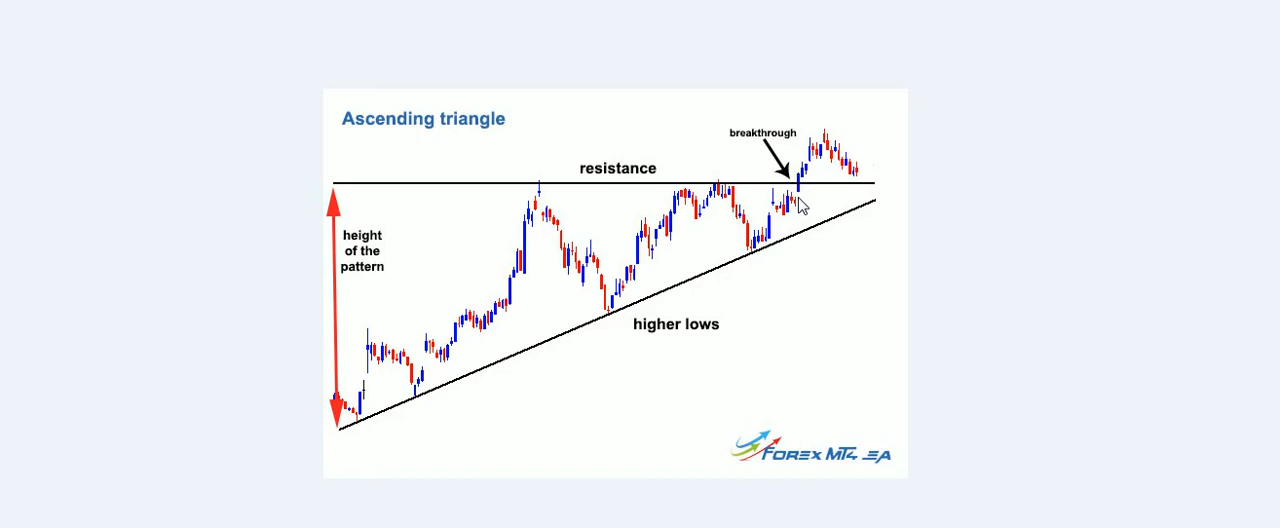 Ascending triangle
breakthrough
resistance
height
of the
pattern
higher lows
FOREX MT4 EA